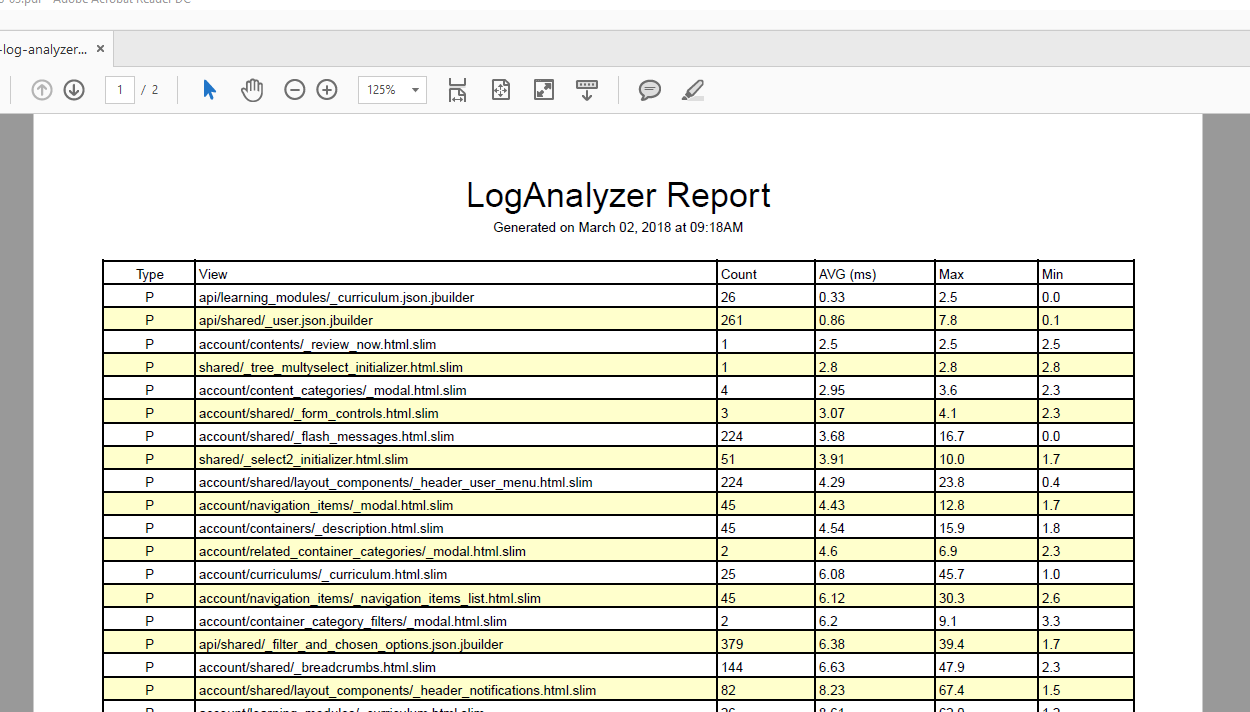 -log-analyzer... ×
1 / 2 125%
LogAnalyzer Report
Generated on March 02, 2018 at 09:18AM
Type View Count AVG (ms) Max Min
P api/learning_modules/_curriculum.json.jbuilder 26 0.33 2.5 0.0
P api/shared/_user.json.jbuilder 261 0.86 7.8 0.1
P account/contents/_review_now.html.slim 1 2.5 2.5 2.5
P shared/_tree_multyselect_initializer.html.slim 1 2.8 2.8 2.8
P account/content_categories/_modal.html.slim 4 2.95 3.6 2.3
P account/shared/_form_controls.html.slim 3 3.07 4.1 2.3
P account/shared/_flash_messages.html.slim 224 3.68 16.7 0.0
P shared/_select2_initializer.html.slim 51 3.91 10.0 1.7
P account/shared/layout_components/_header_user_menu.html.slim 224 4.29 23.8 0.4
P account/navigation_items/_modal.html.slim 45 4.43 12.8 1.7
P account/containers/_description.html.slim 45 4.54 15.9 1.8
P account/related_container_categories/_modal.html.slim 2 4.6 6.9 2.3
P account/curriculums/_curriculum.html.slim 25 6.08 45.7 1.0
P account/navigation_items/_navigation_items_list.html.slim 45 6.12 30.3 2.6
P account/container_category_filters/_modal.html.slim 2 6.2 9.1 3.3
P api/shared/_filter_and_chosen_options.json.jbuilder 379 6.38 39.4 1.7
P account/shared/_breadcrumbs.html.slim 144 6.63 47.9 2.3
P account/shared/layout_components/_header_notifications.html.slim 82 8.23 67.4 1.5